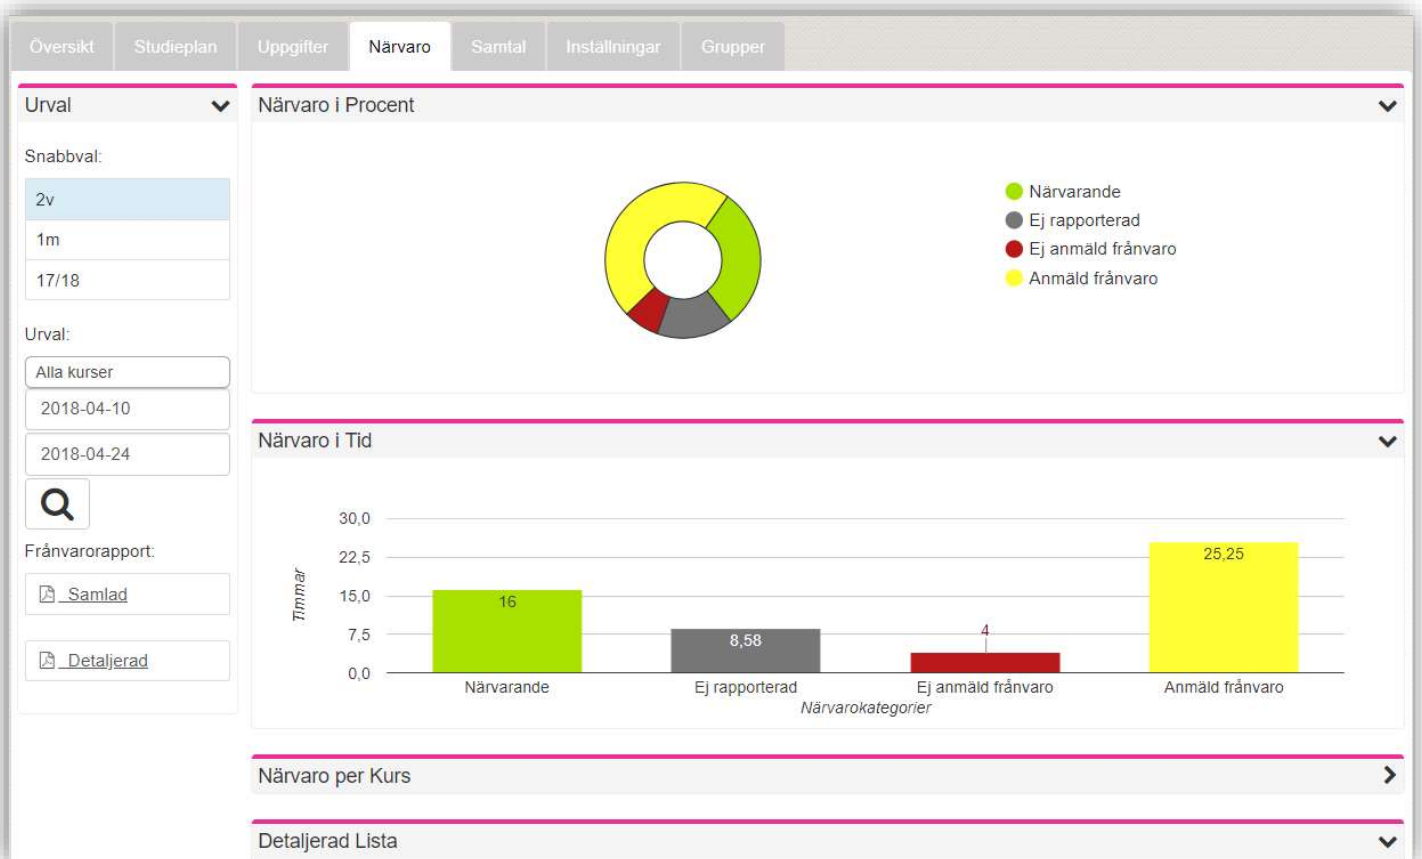 Översikt Studieplan Uppgifter Närvaro Samtal Inställningar Grupper
Urval
Snabbval:
2v
1m
17/18
Urval:
Alla kurser
2018-04-10
2018-04-24
Frånvarorapport:
Samlad
Detaljerad
Närvaro i Procent
Närvarande
Ej rapporterad
Ej anmäld frånvaro
Anmäld frånvaro
Närvaro i Tid
Timmar
30,0
22,5
15,0
7,5
0,0
16
8,58
4
25,25
Närvarande Ej rapporterad Ej anmäld frånvaro Anmäld frånvaro
Närvarokategorier
Närvaro per Kurs
Detaljerad Lista